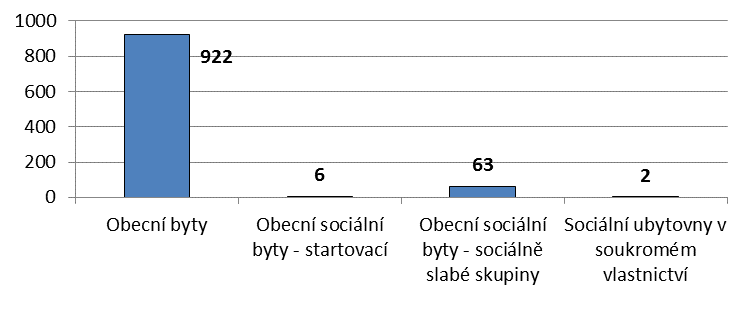 1000
800
600
400
200
0
922
6
63
2
Obecní byty
Obecní sociální
byty - startovací
Obecní sociální
byty - sociálně
slabé skupiny
Sociální ubytovny v
soukromém
vlastnictví